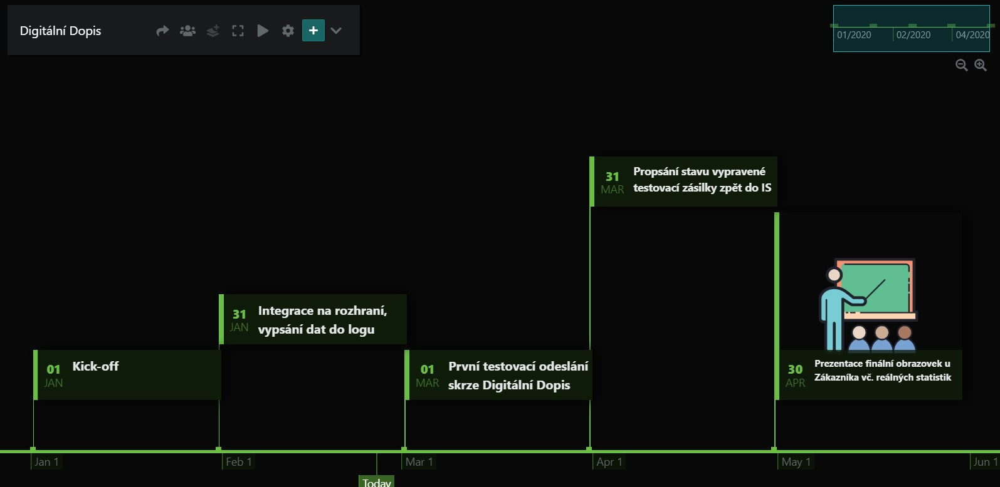 Digitální Dopis
01/2020
02/2020
04/2020
31
MAR
Propsání stavu vypravené
testovací zásilky zpět do IS
31
JAN
Integrace na rozhraní,
vypsání dat do logu
01
JAN
Kick-off
01
MAR
První testovací odeslání
skrze Digitální Dopis
30
APR
Prezentace finální obrazovek u
Zákazníka vč. reálných statistik
Jan 1
Feb 1
Mar 1
Apr 1
May 1
Jun 1
Today